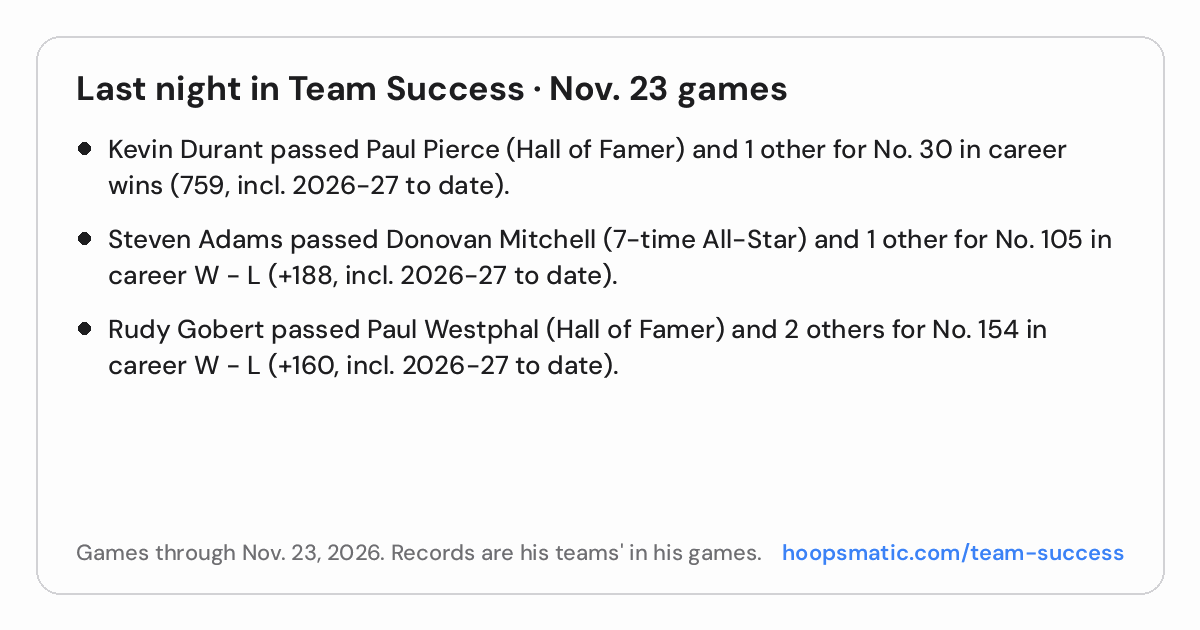 Last night in Team Success · Nov. 23 games
● Kevin Durant passed Paul Pierce (Hall of Famer) and 1 other for No. 30 in career
wins (759, incl. 2026-27 to date).
● Steven Adams passed Donovan Mitchell (7-time All-Star) and 1 other for No. 105 in
career W - L (+188, incl. 2026-27 to date).
● Rudy Gobert passed Paul Westphal (Hall of Famer) and 2 others for No. 154 in
career W - L (+160, incl. 2026-27 to date).
Games through Nov. 23, 2026. Records are his teams' in his games. hoopsmatic.com/team-success